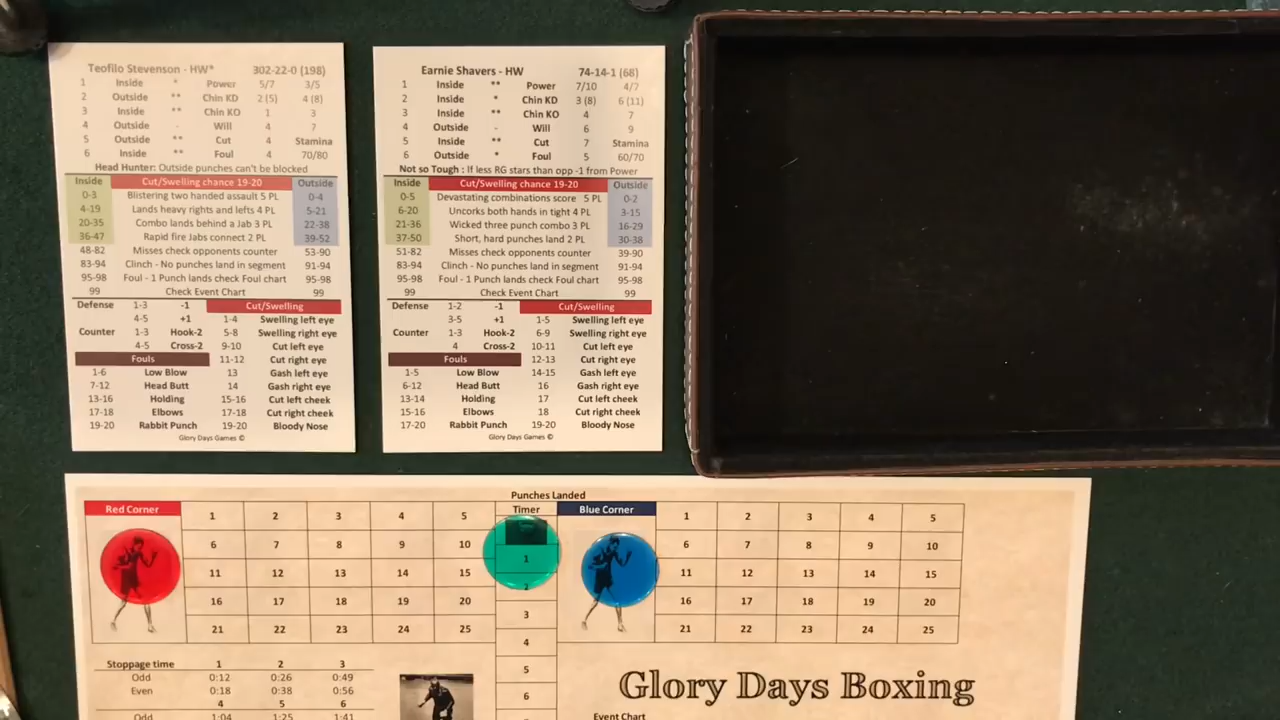 Teofilo Stevenson - HW* 302-22-0 (198)
1 Inside * Power 5/7 3/5
2 Outside ** Chin KD 2 (5) 4 (8)
3 Inside ** Chin KO 1 3
4 Outside - Will 4 7
5 Outside ** Cut 4 Stamina
6 Inside ** Foul 4 70/80
Head Hunter: Outside punches can't be blocked
Inside Cut/Swelling chance 19-20 Outside
0-3 Blistering two handed assault 5 PL 0-4
4-19 Lands heavy rights and lefts 4 PL 5-21
20-35 Combo lands behind a Jab 3 PL 22-38
36-47 Rapid fire Jabs connect 2 PL 39-52
48-82 Misses check opponents counter 53-90
83-94 Clinch - No punches land in segment 91-94
95-98 Foul - 1 Punch lands check Foul chart 95-98
99 Check Event Chart 99
Defense 1-3 -1 Cut/Swelling
4-5 +1 1-4 Swelling left eye
Counter 1-3 Hook-2 5-8 Swelling right eye
4-5 Cross-2 9-10 Cut left eye
Fouls 11-12 Cut right eye
1-6 Low Blow 13 Gash left eye
7-12 Head Butt 14 Gash right eye
13-16 Holding 15-16 Cut left cheek
17-18 Elbows 17-18 Cut right cheek
19-20 Rabbit Punch 19-20 Bloody Nose
Glory Days Games ©
Earnie Shavers - HW 74-14-1 (68)
1 Inside ** Power 7/10 4/7
2 Inside * Chin KD 3 (8) 6 (11)
3 Inside ** Chin KO 4 7
4 Outside - Will 6 9
5 Inside ** Cut 7 Stamina
6 Outside * Foul 5 60/70
Not so Tough : If less RG stars than opp -1 from Power
Inside Cut/Swelling chance 19-20 Outside
0-5 Devastating combinations score 5 PL 0-2
6-20 Uncorks both hands in tight 4 PL 3-15
21-36 Wicked three punch combo 3 PL 16-29
37-50 Short, hard punches land 2 PL 30-38
51-82 Misses check opponents counter 39-90
83-94 Clinch - No punches land in segment 91-94
95-98 Foul - 1 Punch lands check Foul chart 95-98
99 Check Event Chart 99
Defense 1-2 -1 Cut/Swelling
3-5 +1 1-5 Swelling left eye
Counter 1-3 Hook-2 6-9 Swelling right eye
4 Cross-2 10-11 Cut left eye
Fouls 12-13 Cut right eye
1-5 Low Blow 14-15 Gash left eye
6-12 Head Butt 16 Gash right eye
13-14 Holding 17 Cut left cheek
15-16 Elbows 18 Cut right cheek
17-20 Rabbit Punch 19-20 Bloody Nose
Glory Days Games ©
Punches Landed
Red Corner 1 2 3 4 5 Timer Blue Corner 1 2 3 4 5
6 7 8 9 10 1 6 7 8 9 10
11 12 13 14 15 2 11 12 13 14 15
16 17 18 19 20 3 16 17 18 19 20
21 22 23 24 25 4 21 22 23 24 25
Stoppage time 1 2 3 5
Odd 0:12 0:26 0:49
Even 0:18 0:38 0:56 6
4 5 6
Odd 1:04 1:25 1:41
Glory Days Boxing
Event Chart